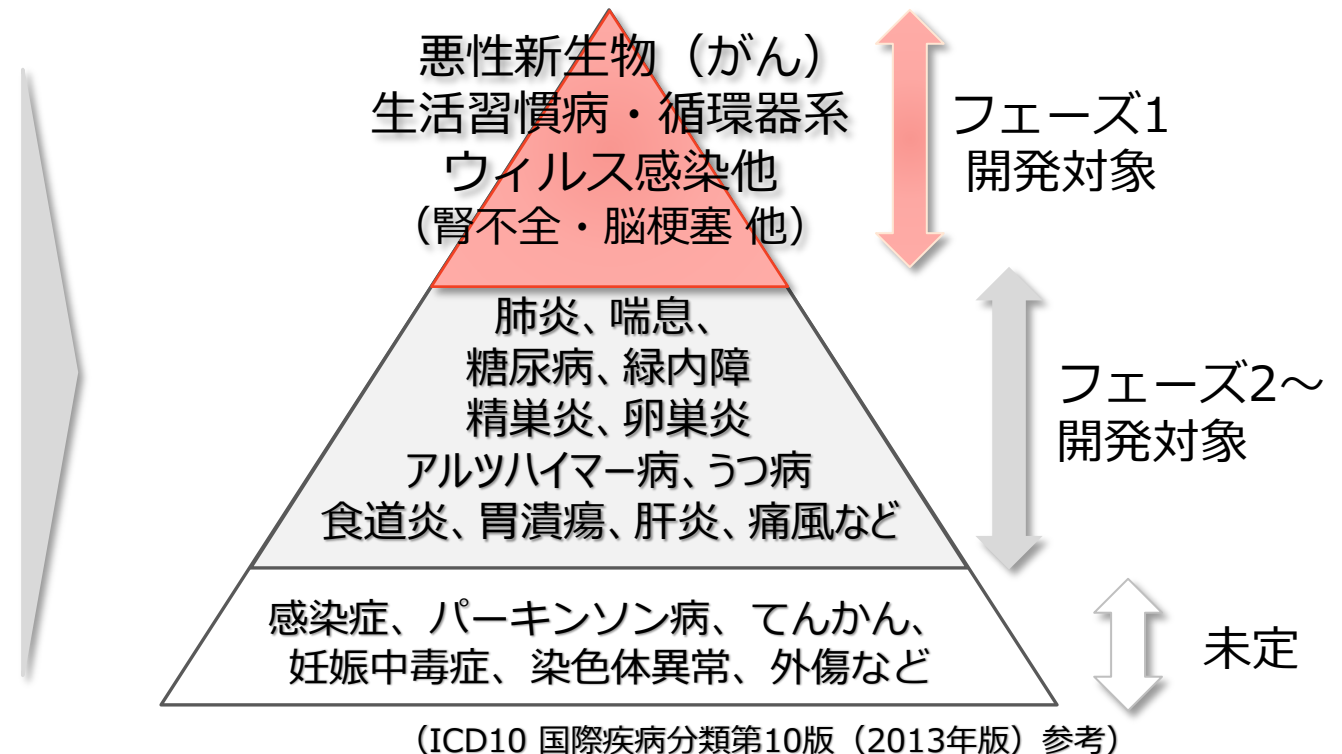 悪性新生物（がん）
生活習慣病・循環器系
ウィルス感染他
（腎不全・脳梗塞 他）
フェーズ1
開発対象
肺炎、喘息、
糖尿病、緑内障
精巣炎、卵巣炎
アルツハイマー病、うつ病
食道炎、胃潰瘍、肝炎、痛風など
フェーズ2～
開発対象
感染症、パーキンソン病、てんかん、
妊娠中毒症、染色体異常、外傷など
未定
（ICD10 国際疾病分類第10版（2013年版）参考）